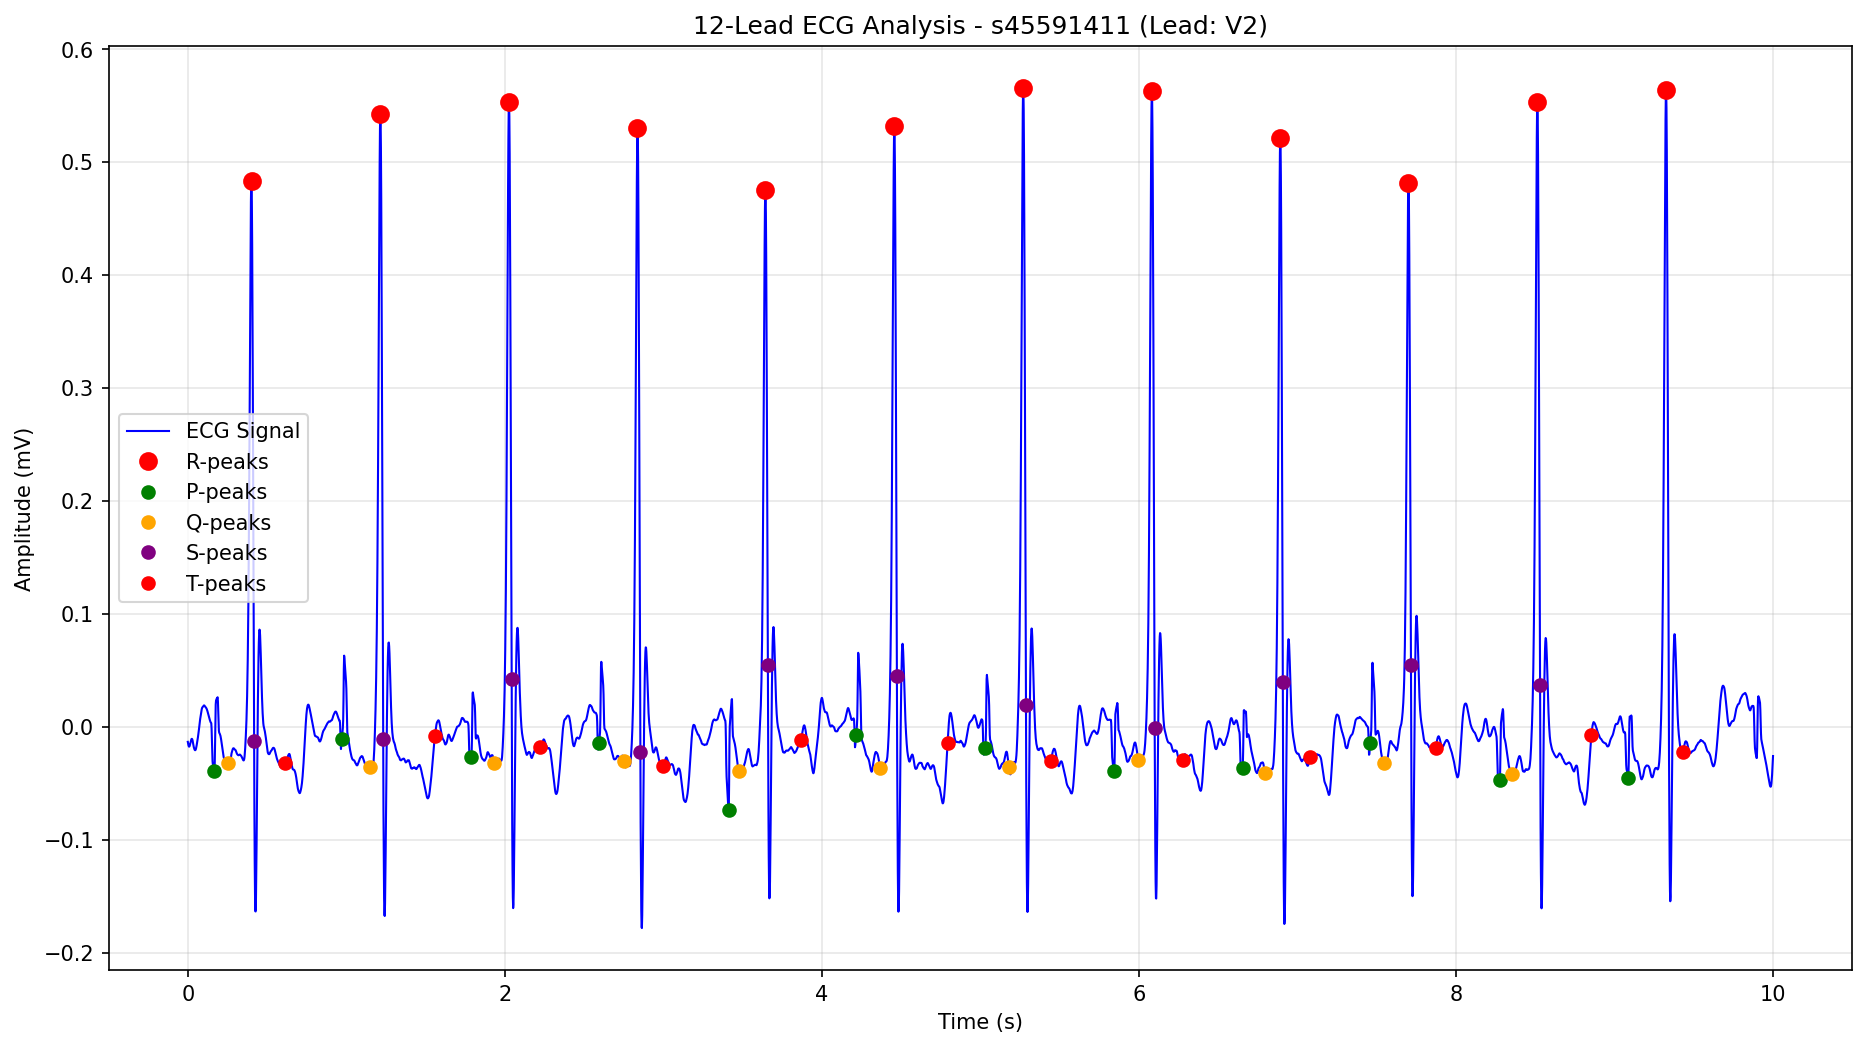 12-Lead ECG Analysis - s45591411 (Lead: V2)
0.6
0.5
0.4
0.3
0.2
0.1
0.0
−0.1
−0.2
Amplitude (mV)
ECG Signal
R-peaks
P-peaks
Q-peaks
S-peaks
T-peaks
0 2 4 6 8 10
Time (s)